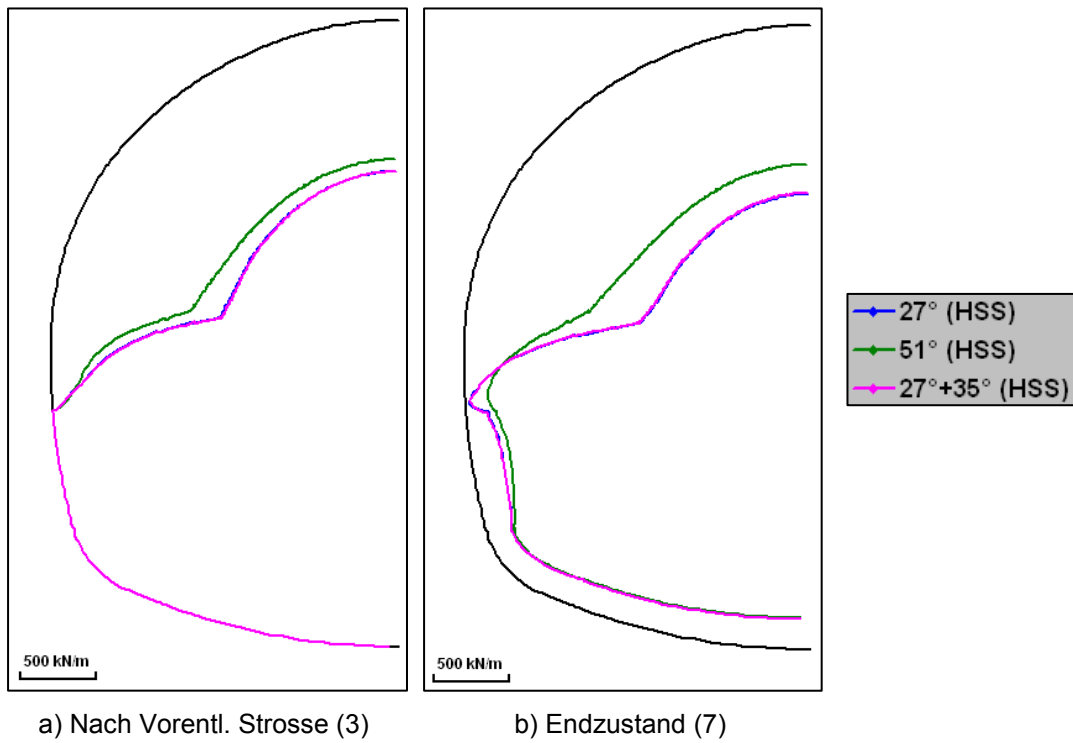 500 kN/m
500 kN/m
27° (HSS)
51° (HSS)
27°+35° (HSS)
a) Nach Vorentl. Strosse (3)
b) Endzustand (7)